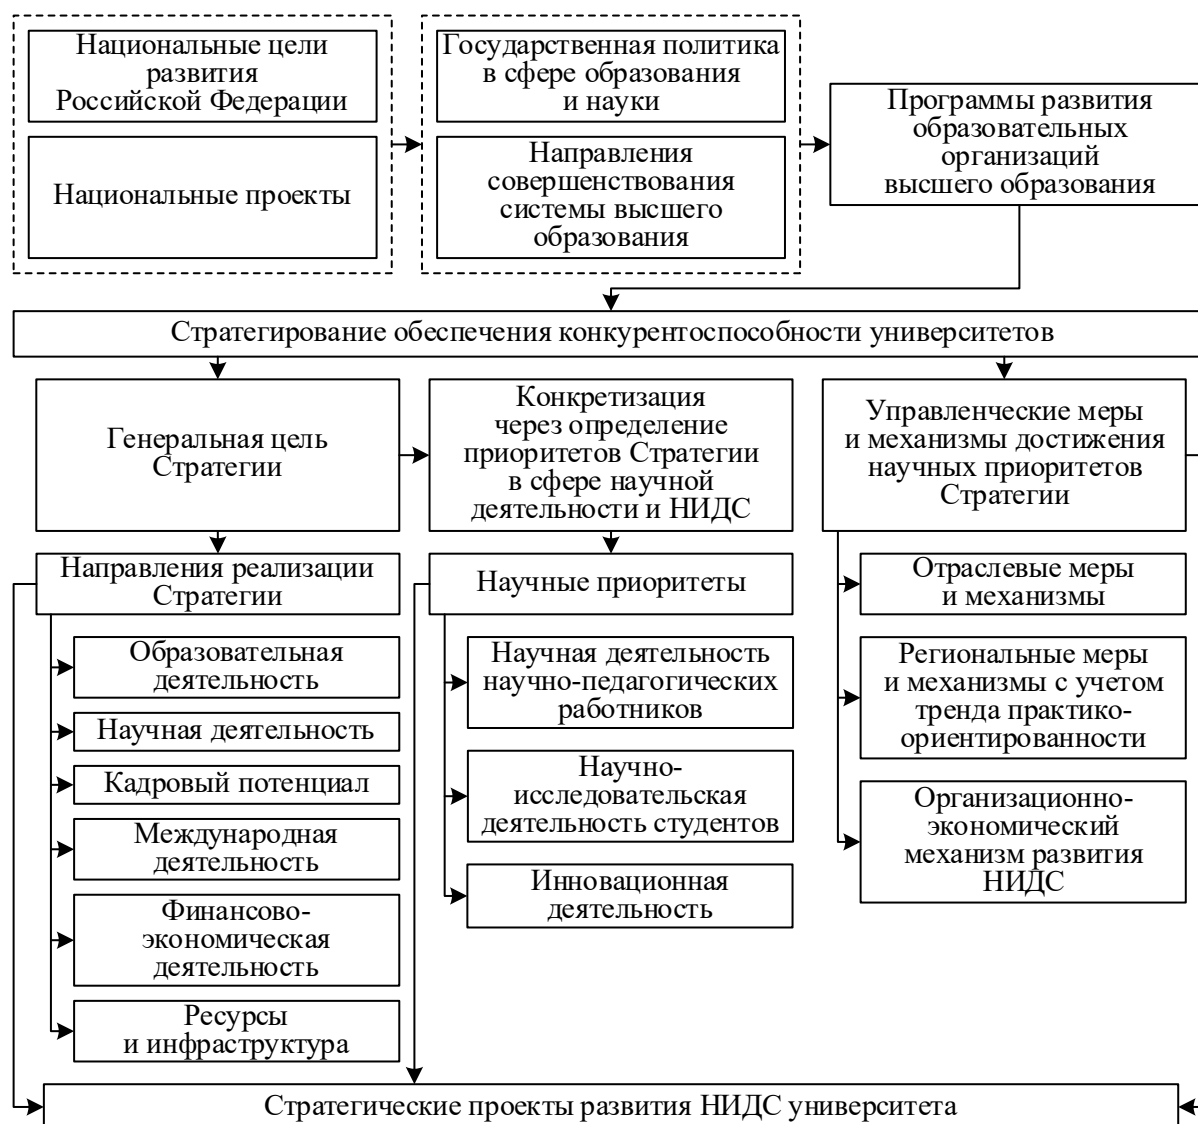 Национальные цели
развития
Российской Федерации
Национальные проекты
Государственная политика
в сфере образования
и науки
Направления
совершенствования
системы высшего
образования
Программы развития
образовательных
организаций
высшего образования
Стратегирование обеспечения конкурентоспособности университетов
Генеральная цель
Стратегии
Конкретизация
через определение
приоритетов Стратегии
в сфере научной
деятельности и НИДС
Управленческие меры
и механизмы достижения
научных приоритетов
Стратегии
Направления реализации
Стратегии
Образовательная
деятельность
Научная деятельность
Кадровый потенциал
Международная
деятельность
Финансово-
экономическая
деятельность
Ресурсы
и инфраструктура
Научные приоритеты
Научная деятельность
научно-педагогических
работников
Научно-
исследовательская
деятельность студентов
Инновационная
деятельность
Отраслевые меры
и механизмы
Региональные меры
и механизмы с учетом
тренда практико-
ориентированности
Организационно-
экономический
механизм развития
НИДС
Стратегические проекты развития НИДС университета